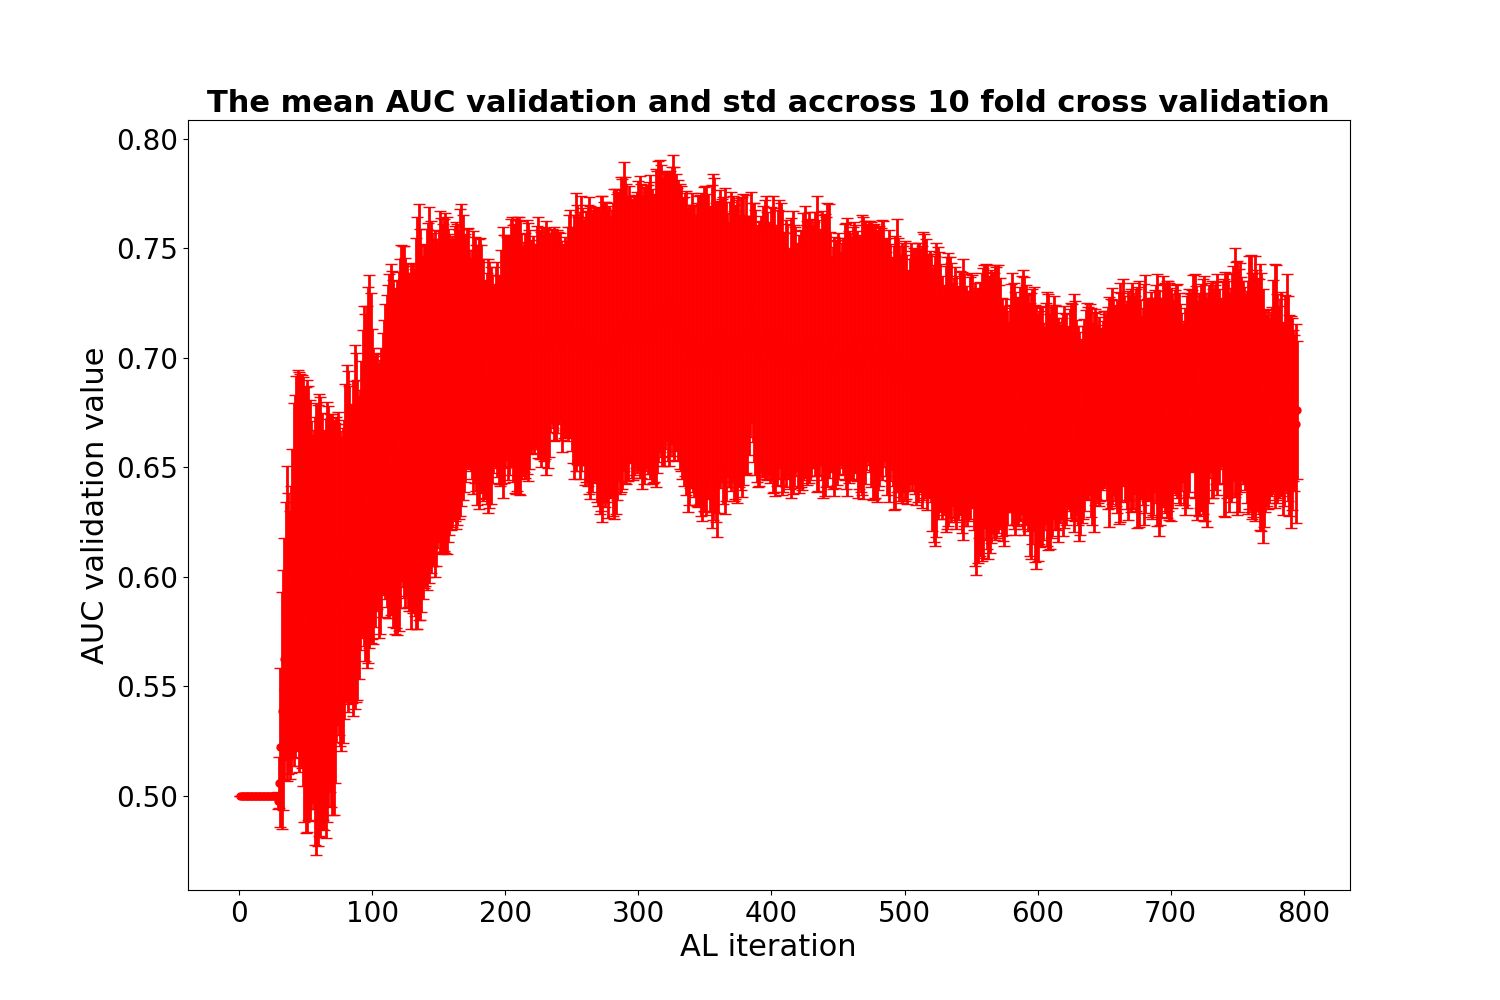 The mean AUC validation and std accross 10 fold cross validation
0.80
0.75
0.70
0.65
0.60
0.55
0.50
AUC validation value
0 100 200 300 400 500 600 700 800
AL iteration